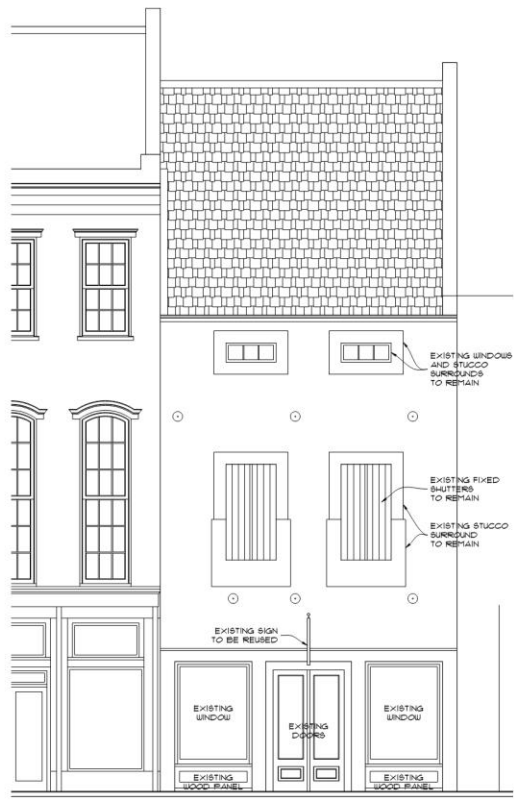 EXISTING WINDOWS
AND STUCCO
SURROUNDS
TO REMAIN
EXISTING FIXED
SHUTTERS
TO REMAIN
EXISTING STUCCO
SURROUND
TO REMAIN
EXISTING SIGN
TO BE REUSED
EXISTING
WINDOW
EXISTING
DOORS
EXISTING
WINDOW
EXISTING
WOOD PANEL
EXISTING
WOOD PANEL